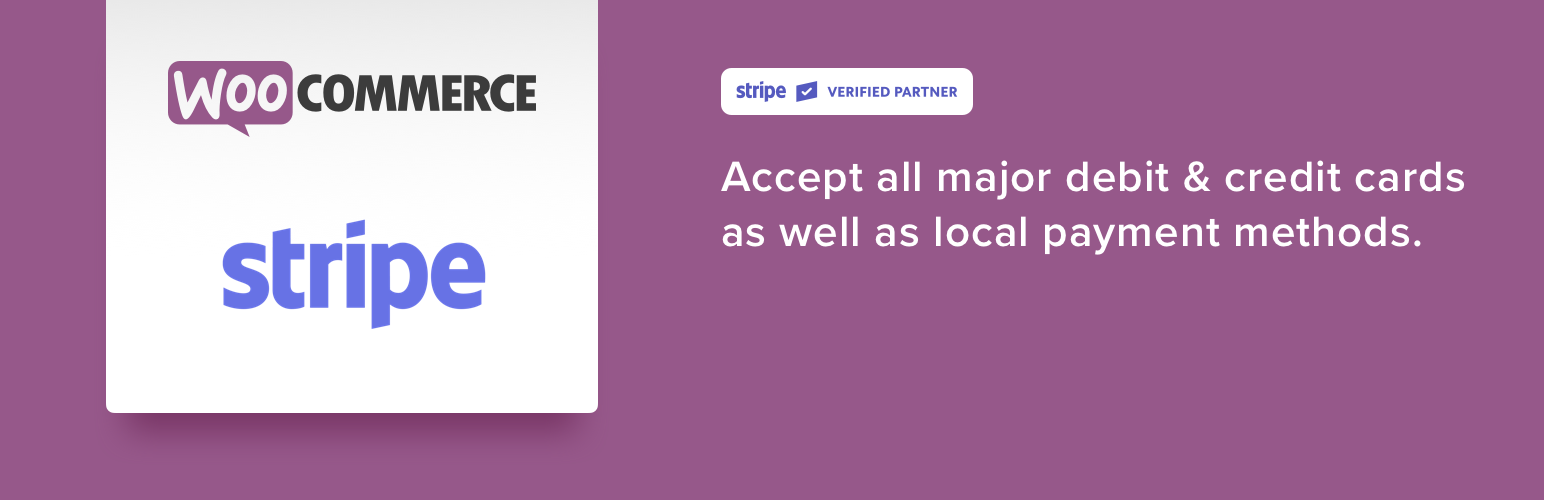 WOO COMMERCE
stripe
stripe VERIFIED PARTNER
Accept all major debit & credit cards
as well as local payment methods.